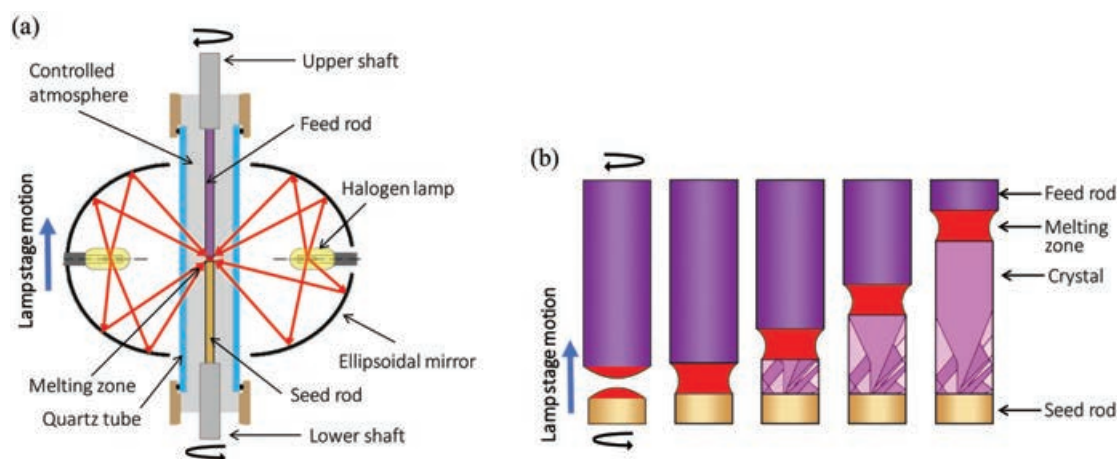 (a)
Upper shaft
Controlled
atmosphere
Feed rod
Halogen lamp
Lamp stage motion
Ellipsoidal mirror
Melting zone
Seed rod
Quartz tube
Lower shaft
(b)
Feed rod
Melting
zone
Crystal
Lamp stage motion
Seed rod